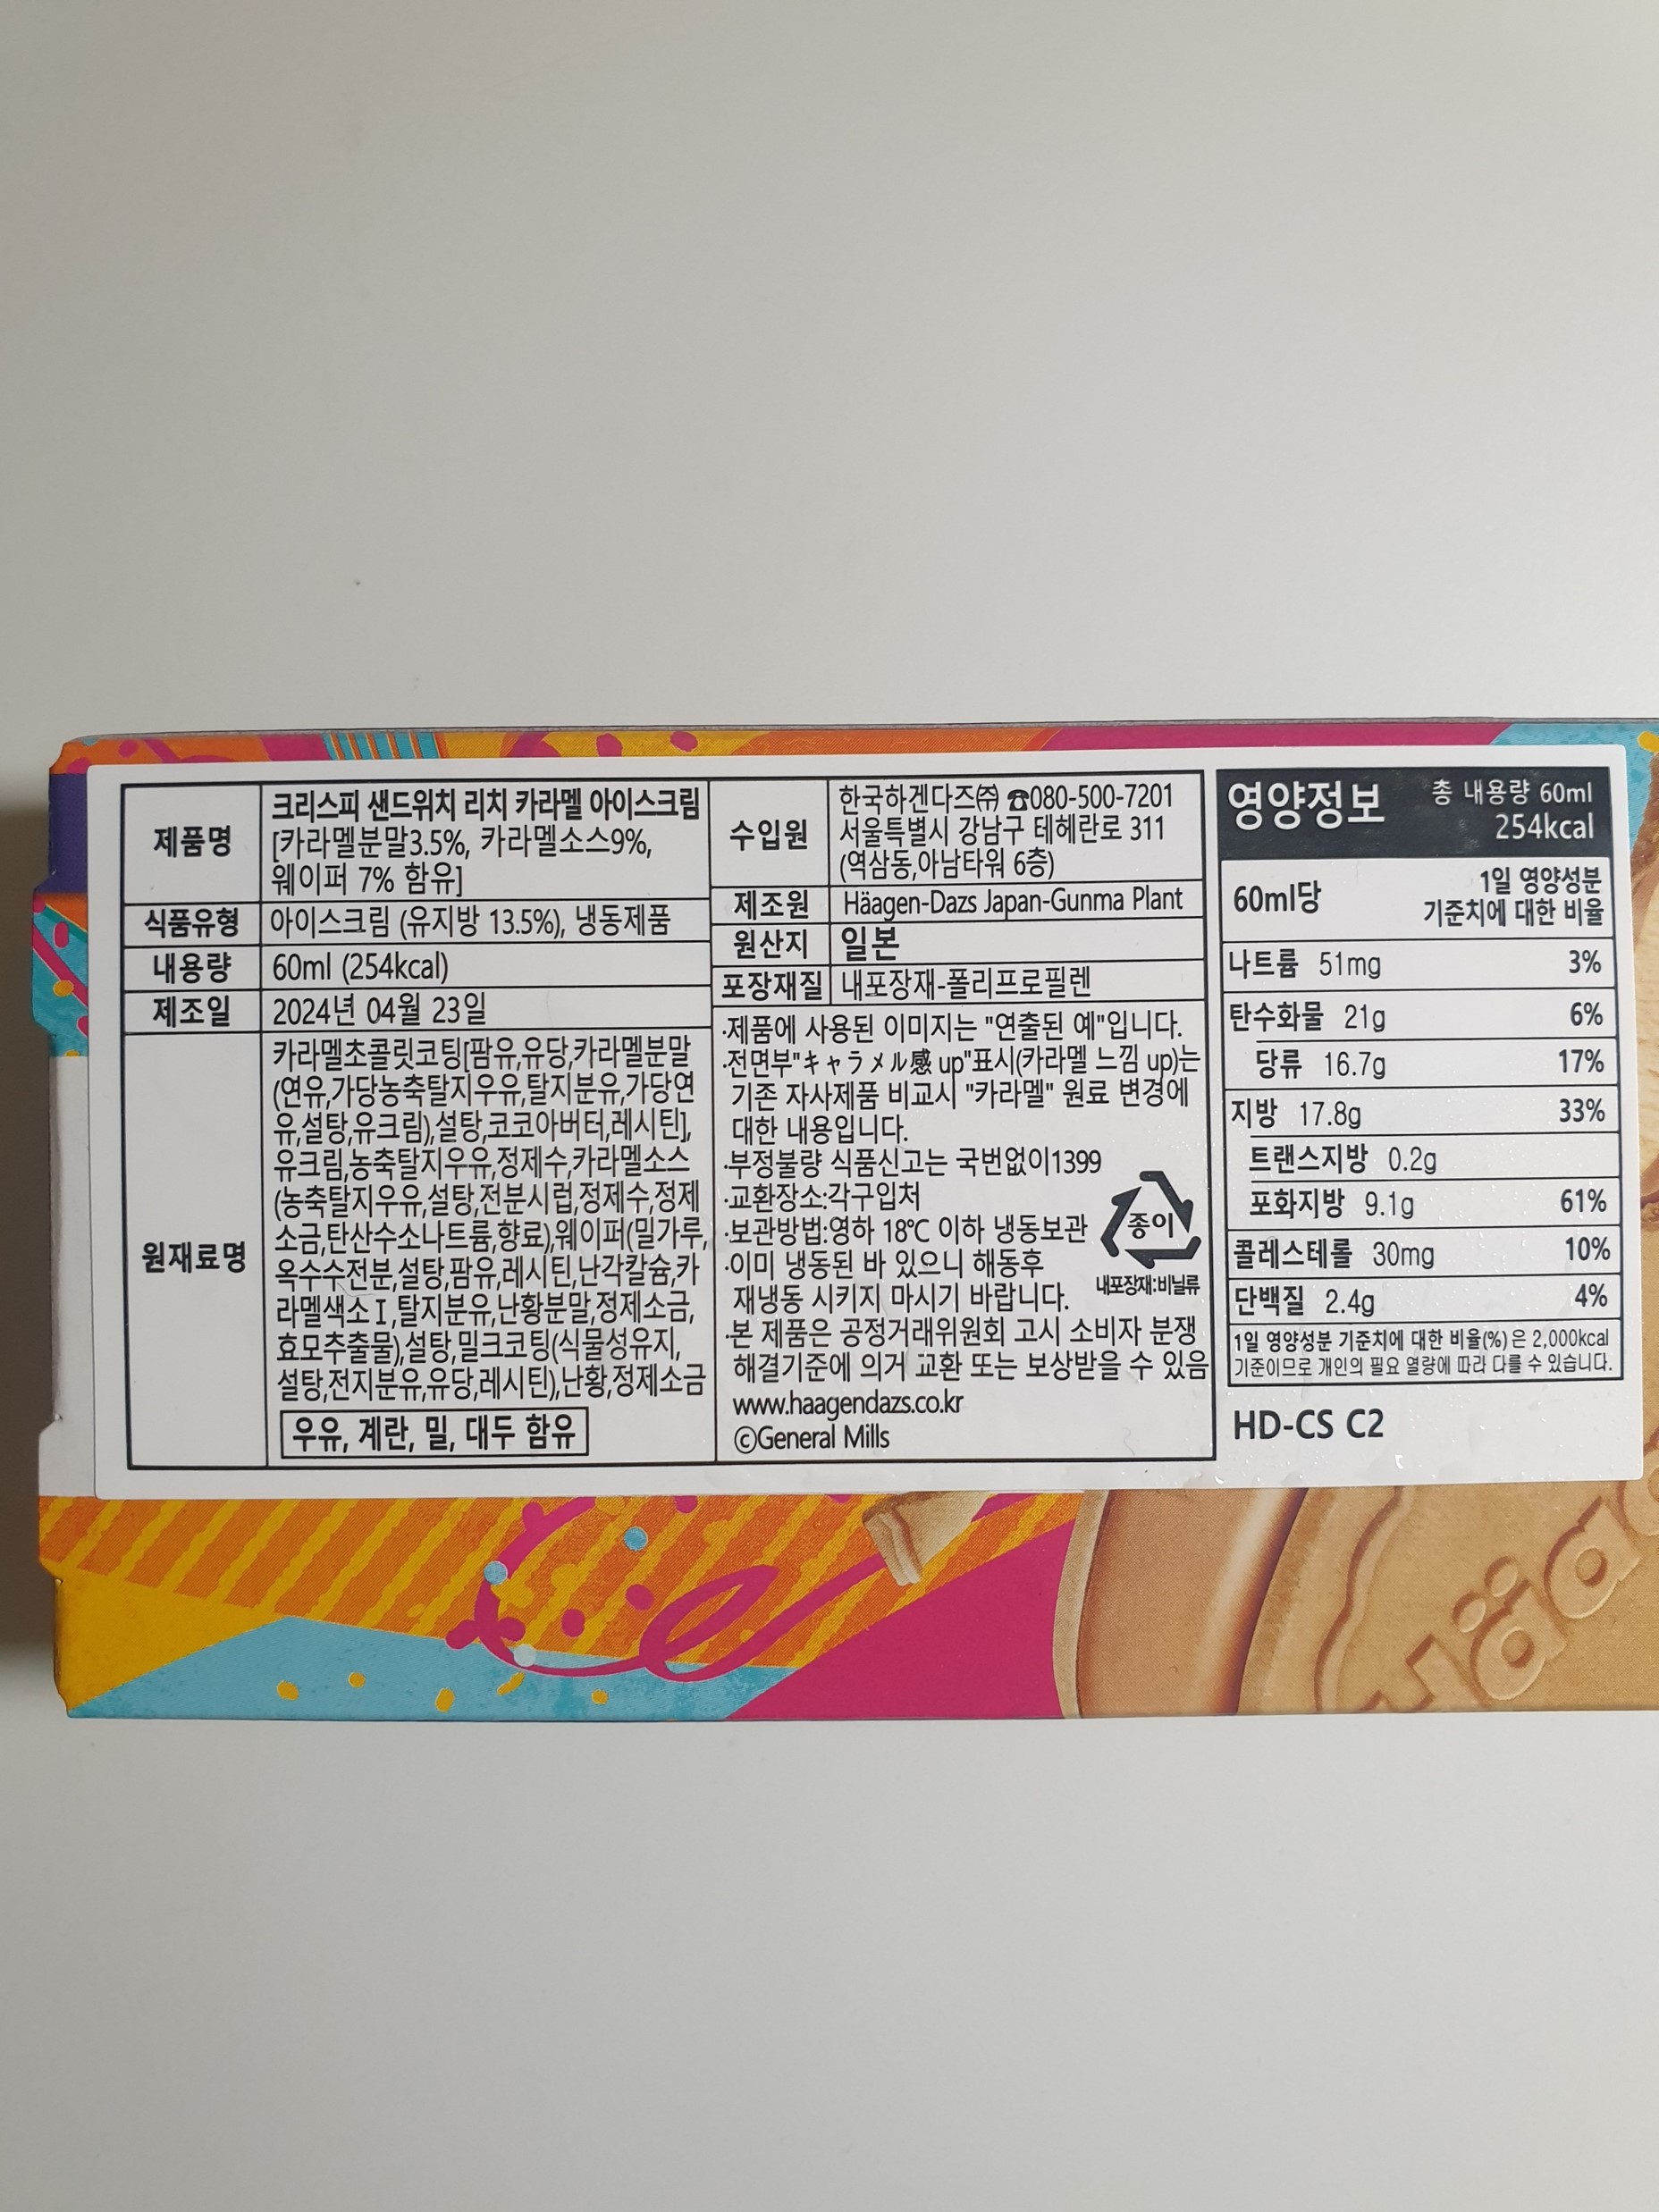 제품명
크리스피 샌드위치 리치 카라멜 아이스크림
[카라멜분말3.5%, 카라멜소스9%,
웨이퍼 7% 함유]
식품유형
아이스크림 (유지방 13.5%), 냉동제품
내용량
60ml (254kcal)
제조일
2024년 04월 23일
원재료명
카라멜초콜릿코팅[팜유,유당,카라멜분말
(연유,가당농축탈지우유,탈지분유,가당연
유,설탕,유크림),설탕,코코아버터,레시틴],
유크림,농축탈지우유,정제수,카라멜소스
(농축탈지우유,설탕,전분시럽,정제수,정제
소금,탄산수소나트륨,향료),웨이퍼(밀가루,
옥수수전분,설탕,팜유,레시틴,난각칼슘,카
라멜색소Ⅰ,탈지분유,난황분말,정제소금,
효모추출물),설탕,밀크코팅(식물성유지,
설탕,전지분유,유당,레시틴),난황,정제소금
우유, 계란, 밀, 대두 함유
수입원
한국하겐다즈㈜ ☎080-500-7201
서울특별시 강남구 테헤란로 311
(역삼동,아남타워 6층)
제조원
Häagen-Dazs Japan-Gunma Plant
원산지
일본
포장재질
내포장재-폴리프로필렌
·제품에 사용된 이미지는 "연출된 예"입니다.
·전면부"キャラメル感 up"표시(카라멜 느낌 up)는
기존 자사제품 비교시 "카라멜" 원료 변경에
대한 내용입니다.
·부정불량 식품신고는 국번없이1399
·교환장소:각구입처
·보관방법:영하 18℃ 이하 냉동보관
·이미 냉동된 바 있으니 해동후
재냉동 시키지 마시기 바랍니다.
·본 제품은 공정거래위원회 고시 소비자 분쟁
해결기준에 의거 교환 또는 보상받을 수 있음
www.haagendazs.co.kr
©General Mills
종이
내포장재:비닐류
영양정보
총 내용량 60ml
254kcal
60ml당
1일 영양성분
기준치에 대한 비율
나트륨 51mg 3%
탄수화물 21g 6%
당류 16.7g 17%
지방 17.8g 33%
트랜스지방 0.2g
포화지방 9.1g 61%
콜레스테롤 30mg 10%
단백질 2.4g 4%
1일 영양성분 기준치에 대한 비율(%)은 2,000kcal
기준이므로 개인의 필요 열량에 따라 다를 수 있습니다.
HD-CS C2